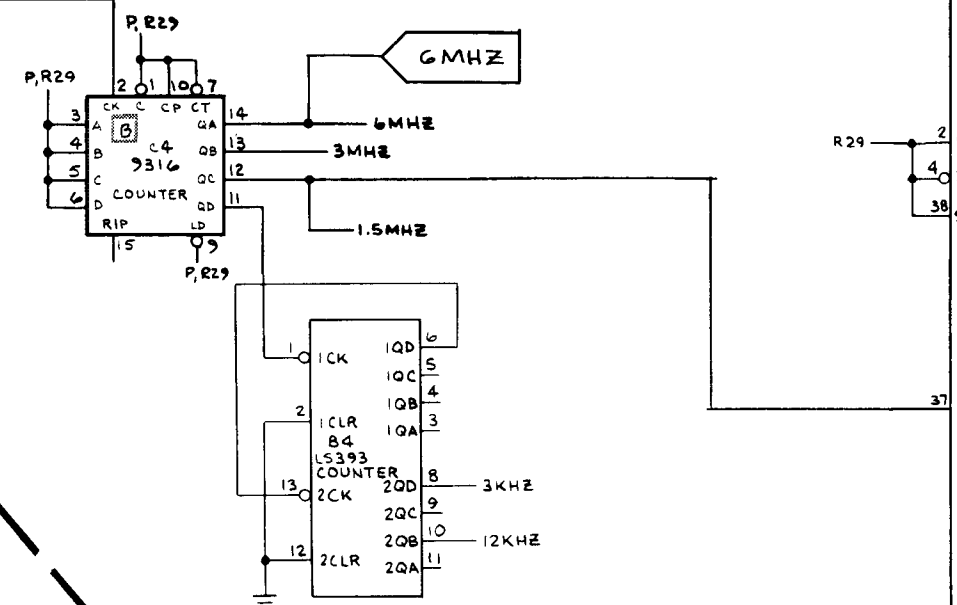 P,R29
6MHZ
P,R29
2 1 10 7
CK C CP CT
3 A B QA 14 6MHZ
4 B C4 QB 13 3MHZ
9316
5 C QC 12
COUNTER
6 D QD 11
RIP LD
15 9
1.5MHZ
P,R29
R29 2
4
38
1 1CK 1QD 6
1QC 5
1QB 4
2 1CLR 1QA 3
B4
LS393
COUNTER
13 2CK 2QD 8 3KHZ
2QC 9
2QB 10 12KHZ
12 2CLR 2QA 11
37